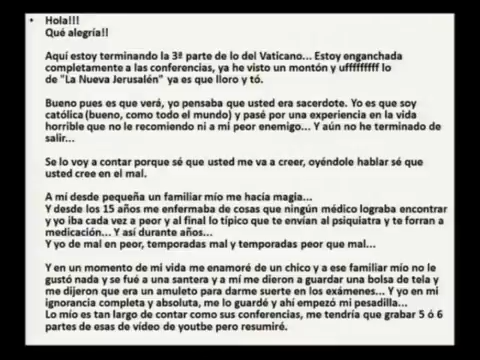 • Hola!!!
Qué alegría!!
Aquí estoy terminando la 3ª parte de lo del Vaticano... Estoy enganchada
completamente a las conferencias, ya he visto un montón y ufffffffff lo
de "La Nueva Jerusalén" ya es que lloro y tó.
Bueno pues es que verá, yo pensaba que usted era sacerdote. Yo es que soy
católica (bueno, como todo el mundo) y pasé por una experiencia en la vida
horrible que no le recomiendo ni a mi peor enemigo... Y aún no he terminado de
salir...
Se lo voy a contar porque sé que usted me va a creer, oyéndole hablar sé que
usted cree en el mal.
A mí desde pequeña un familiar mío me hacía magia...
Y desde los 15 años me enfermaba de cosas que ningún médico lograba encontrar
y yo iba cada vez a peor y al final lo típico que te envían al psiquiatra y te forran a
medicación... Y así durante años...
Y yo de mal en peor, temporadas mal y temporadas peor que mal...
Y en un momento de mi vida me enamoré de un chico y a ese familiar mío no le
gustó nada y se fué a una santera y a mí me dieron a guardar una bolsa de tela y
me dijeron que era un amuleto para darme suerte en los exámenes... Y yo en mi
ignorancia completa y absoluta, me lo guardé y ahí empezó mi pesadilla...
Lo mío es tan largo de contar como sus conferencias, me tendría que grabar 5 ó 6
partes de esas de vídeo de youtbe pero resumiré.